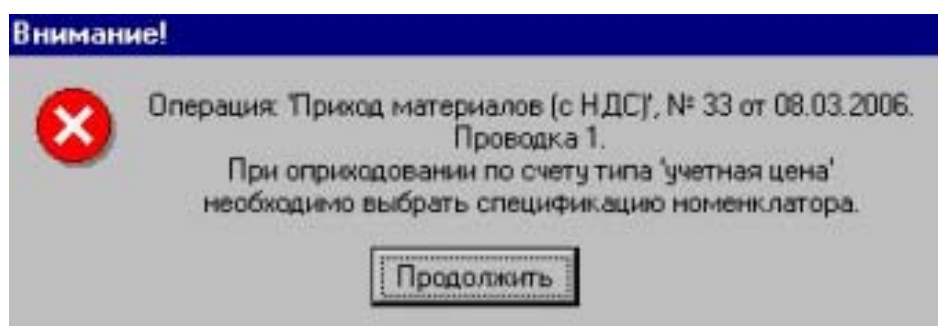 Внимание!
Операция: 'Приход материалов (с НДС)', № 33 от 08.03.2006.
Проводка 1.
При оприходовании по счету типа 'учетная цена'
необходимо выбрать спецификацию номенклатора.
Продолжить